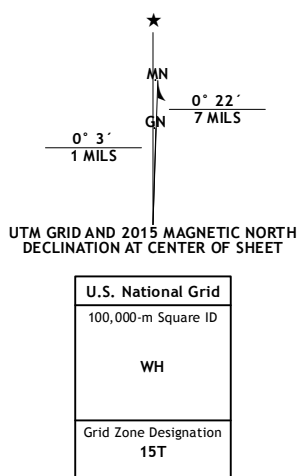 ★
MN
0° 22´
7 MILS
GN
0° 3´
1 MILS
UTM GRID AND 2015 MAGNETIC NORTH
DECLINATION AT CENTER OF SHEET
U.S. National Grid
100,000-m Square ID
WH
Grid Zone Designation
15T